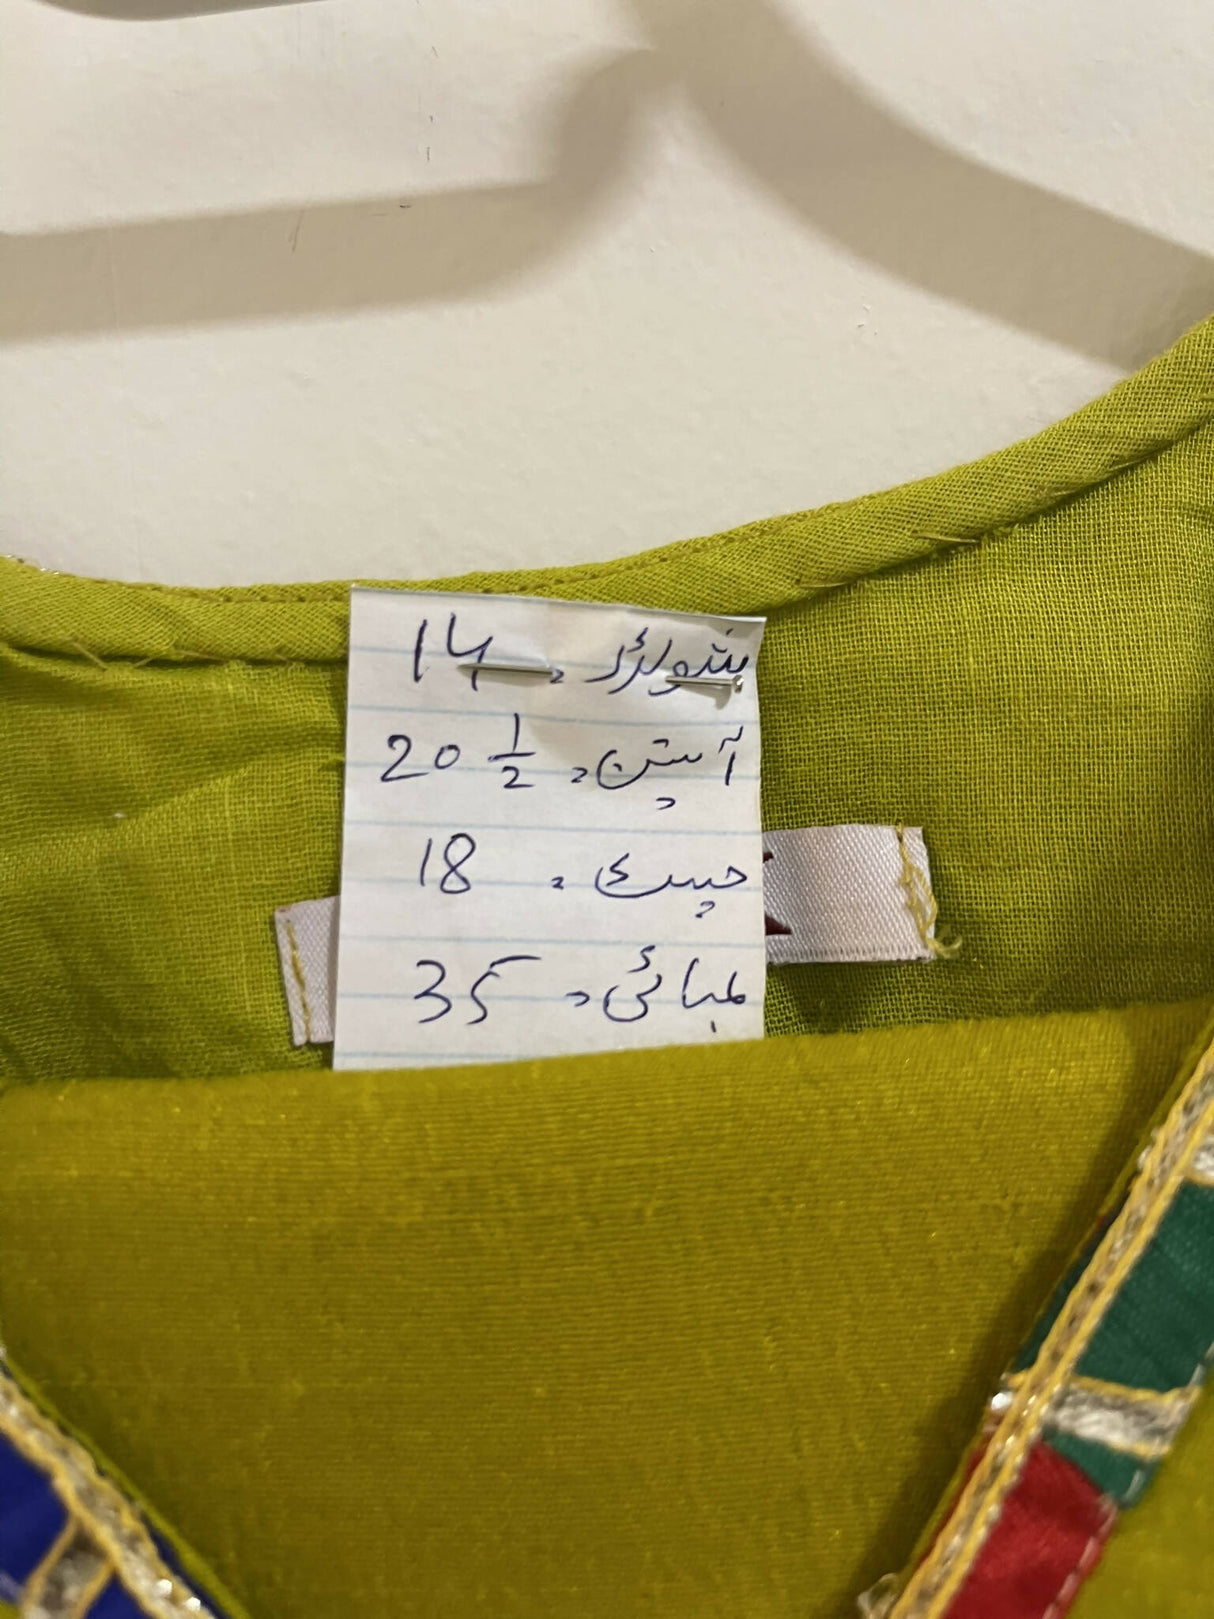 شولڈر 14
آستین 20 1/2
چیسٹ 18
لمبائی 35